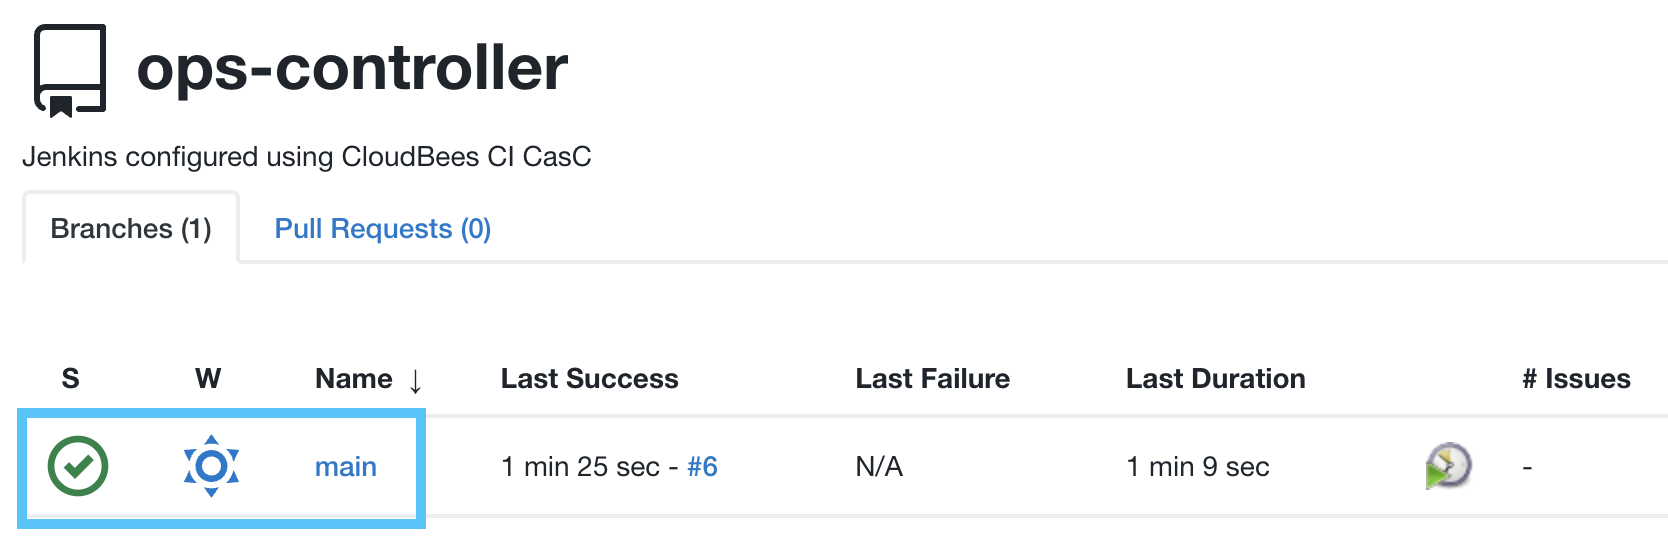 ops-controller
Jenkins configured using CloudBees CI CasC
Branches (1) Pull Requests (0)
S W Name ↓ Last Success Last Failure Last Duration # Issues
main 1 min 25 sec - #6 N/A 1 min 9 sec -